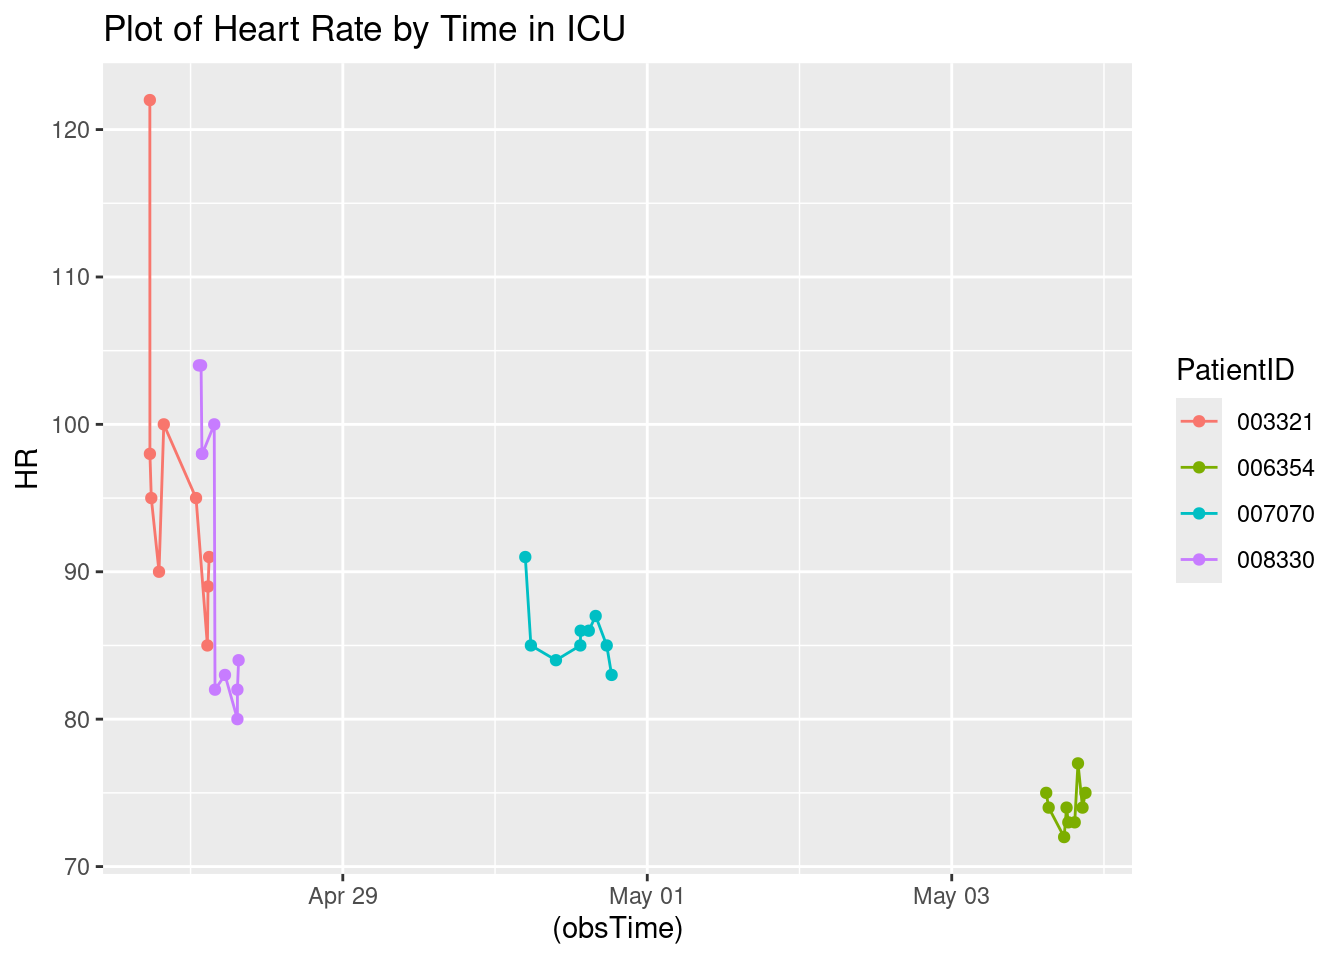 Plot of Heart Rate by Time in ICU
HR
120
110
100
90
80
70
Apr 29
May 01
May 03
(obsTime)
PatientID
003321
006354
007070
008330